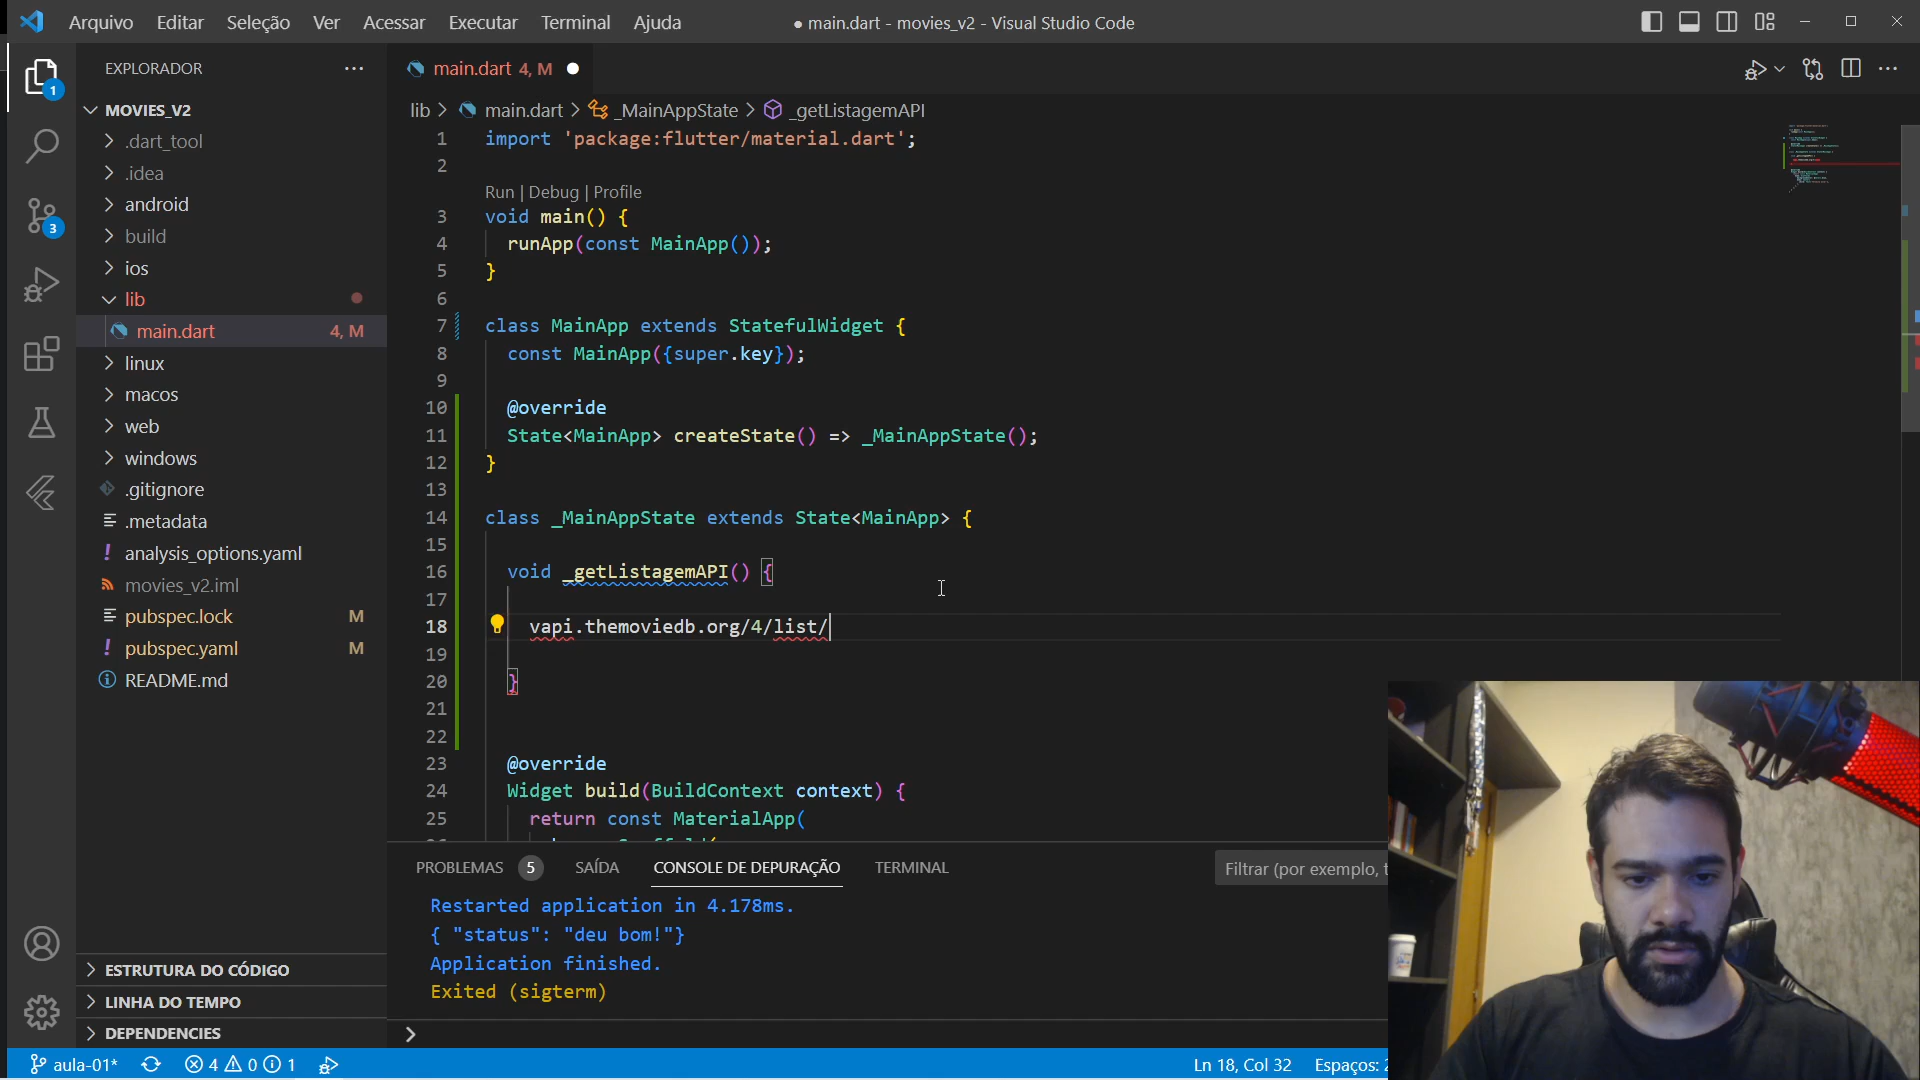 Arquivo Editar Seleção Ver Acessar Executar Terminal Ajuda
● main.dart - movies_v2 - Visual Studio Code
EXPLORADOR
main.dart 4, M
MOVIES_V2
.dart_tool
.idea
android
build
ios
lib
main.dart 4, M
linux
macos
web
windows
.gitignore
.metadata
analysis_options.yaml
movies_v2.iml
pubspec.lock M
pubspec.yaml M
README.md
ESTRUTURA DO CÓDIGO
LINHA DO TEMPO
DEPENDENCIES
1
3
lib > main.dart > _MainAppState > _getListagemAPI
1 import 'package:flutter/material.dart';
2
Run | Debug | Profile
3 void main() {
4 runApp(const MainApp());
5 }
6
7 class MainApp extends StatefulWidget {
8 const MainApp({super.key});
9
10 @override
11 State<MainApp> createState() => _MainAppState();
12 }
13
14 class _MainAppState extends State<MainApp> {
15
16 void _getListagemAPI() {
17
18 vapi.themoviedb.org/4/list/
19
20 }
21
22
23 @override
24 Widget build(BuildContext context) {
25 return const MaterialApp(
PROBLEMAS 5 SAÍDA CONSOLE DE DEPURAÇÃO TERMINAL
Filtrar (por exemplo, t
Restarted application in 4.178ms.
{ "status": "deu bom!"}
Application finished.
Exited (sigterm)
aula-01* 4 0 1
Ln 18, Col 32 Espaços: